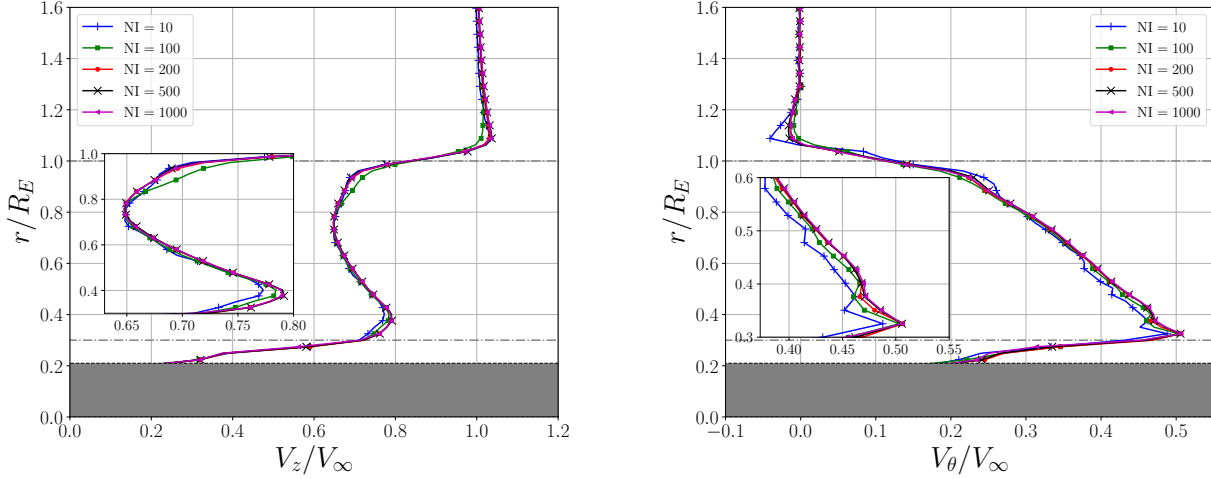 1.6
1.4
1.2
1.0
0.8
0.6
0.4
0.2
0.0
r/R_E
NI = 10
NI = 100
NI = 200
NI = 500
NI = 1000
1.0
0.8
0.6
0.4
0.65 0.70 0.75 0.80
0.0 0.2 0.4 0.6 0.8 1.0 1.2
V_z/V_∞
1.6
1.4
1.2
1.0
0.8
0.6
0.4
0.2
0.0
r/R_E
NI = 10
NI = 100
NI = 200
NI = 500
NI = 1000
0.6
0.5
0.4
0.3
0.40 0.45 0.50 0.55
−0.1 0.0 0.1 0.2 0.3 0.4 0.5
V_θ/V_∞